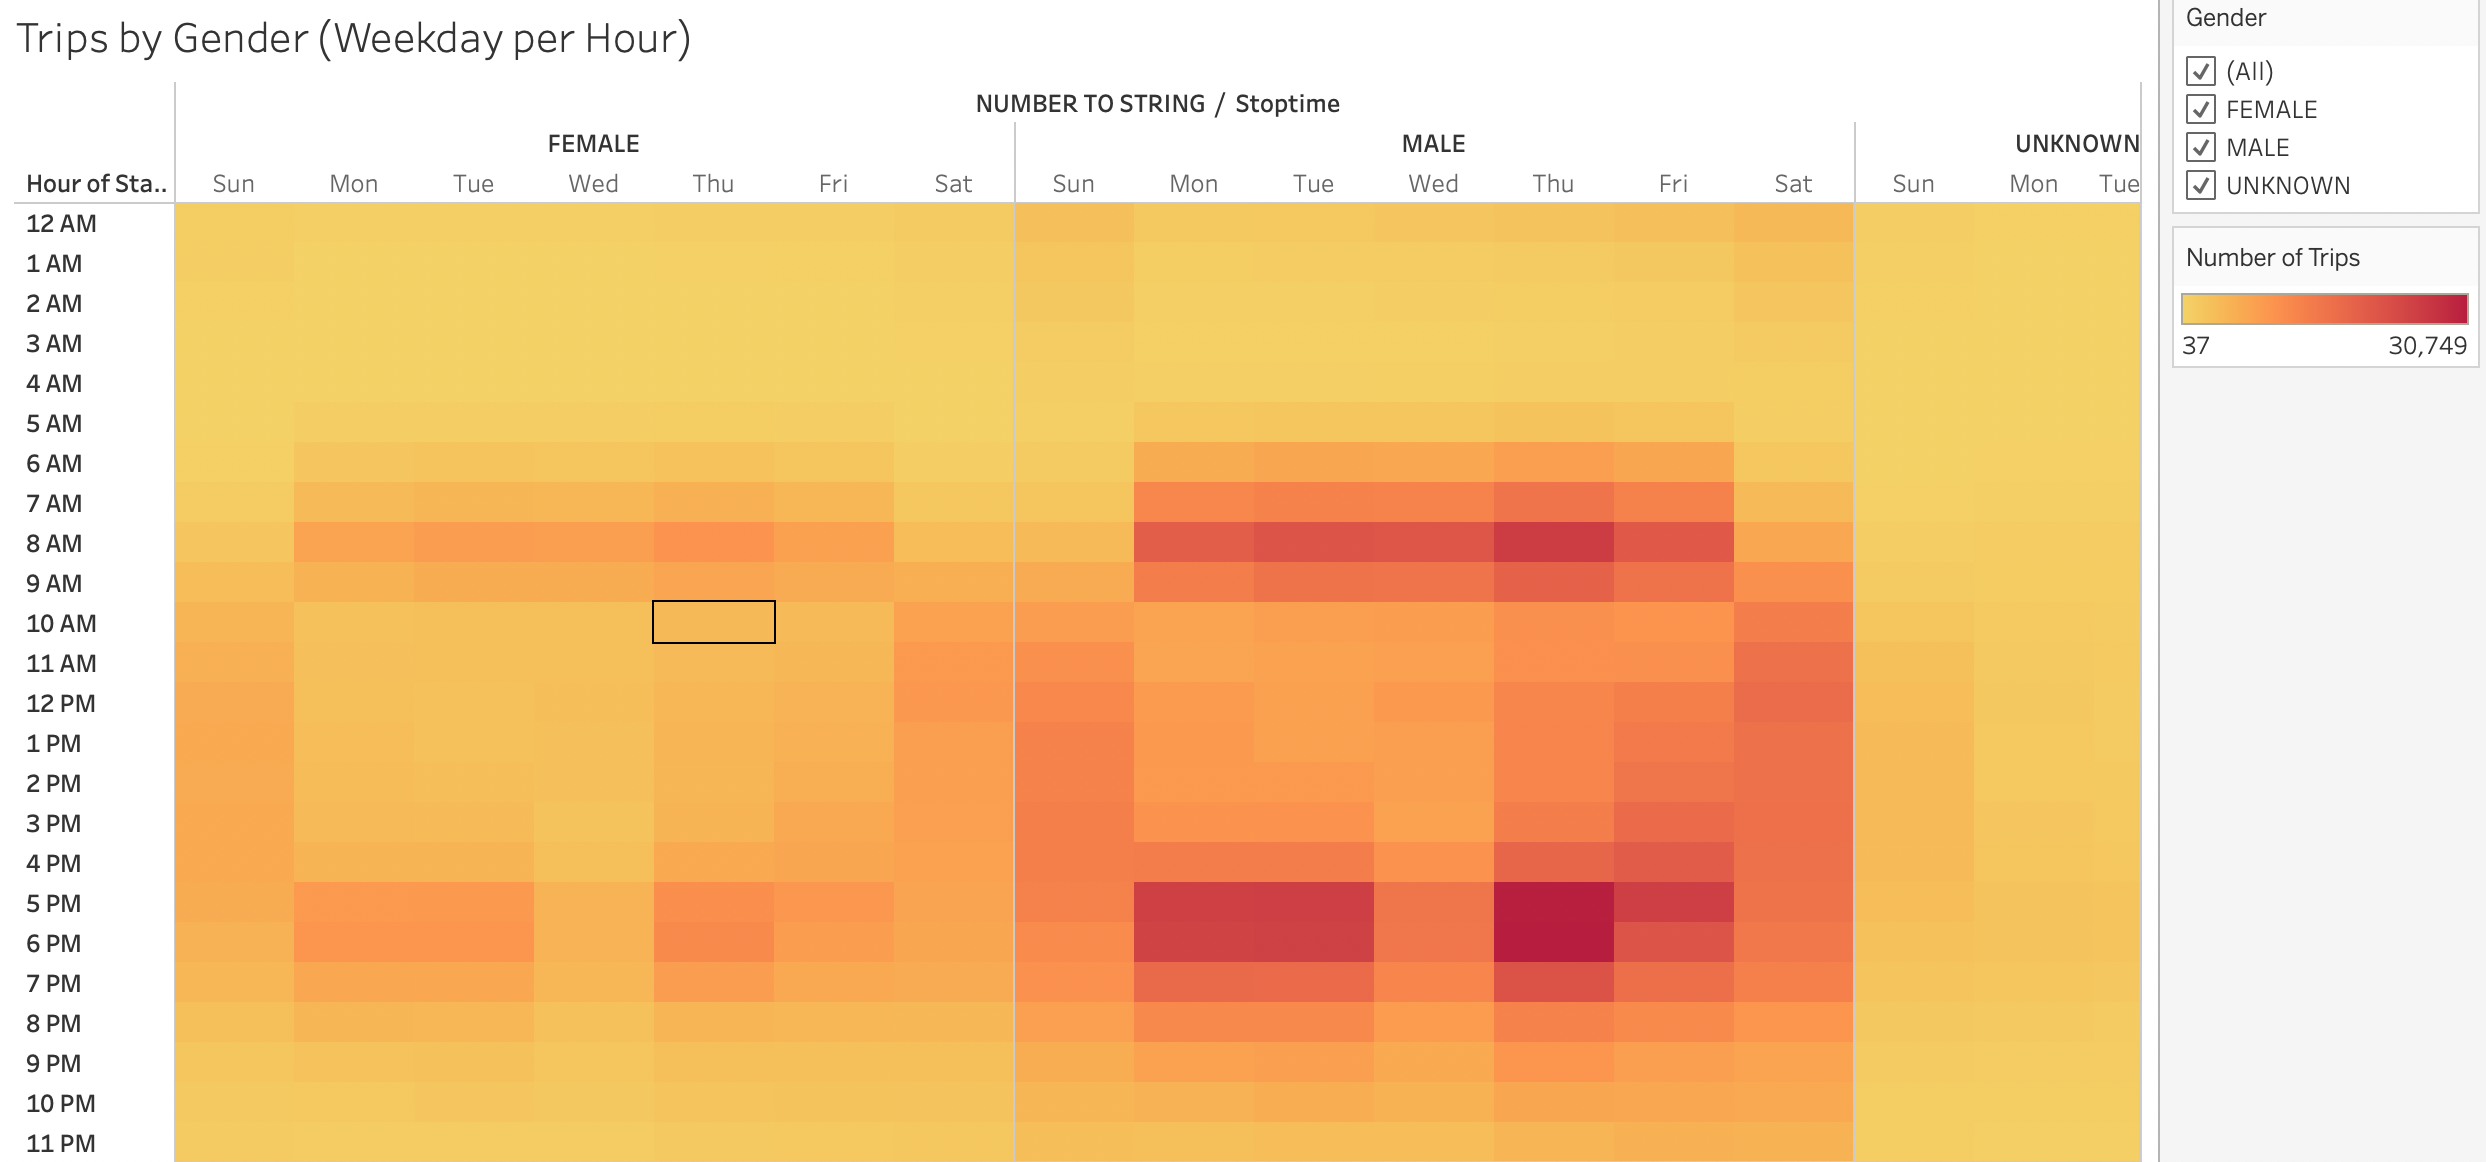 Trips by Gender (Weekday per Hour)
NUMBER TO STRING / Stoptime
FEMALE MALE UNKNOWN
Hour of Sta.. Sun Mon Tue Wed Thu Fri Sat Sun Mon Tue Wed Thu Fri Sat Sun Mon Tue
12 AM
1 AM
2 AM
3 AM
4 AM
5 AM
6 AM
7 AM
8 AM
9 AM
10 AM
11 AM
12 PM
1 PM
2 PM
3 PM
4 PM
5 PM
6 PM
7 PM
8 PM
9 PM
10 PM
11 PM
Gender
(All)
FEMALE
MALE
UNKNOWN
Number of Trips
37 30,749